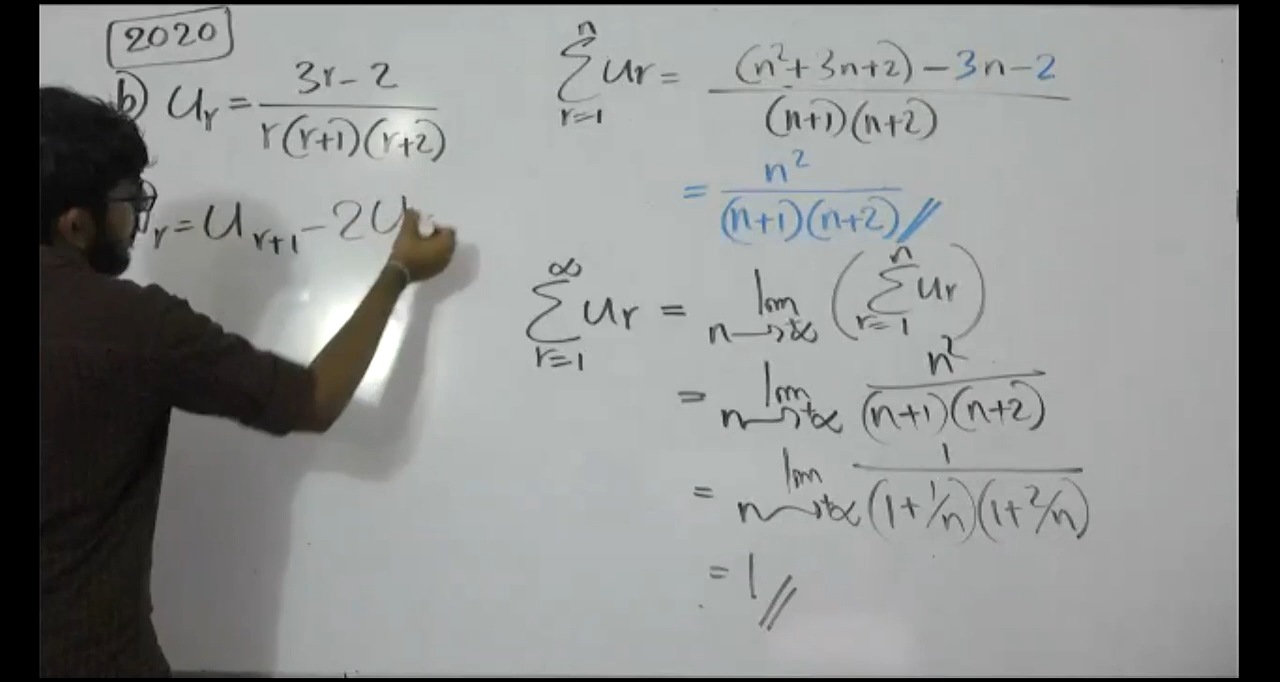 2020
b) Ur = 3r-2 / r(r+1)(r+2)
r = Ur+1 - 2U
n
∑ Ur = (n²+3n+2) - 3n - 2 / (n+1)(n+2)
r=1
= n² / (n+1)(n+2) //
∞
∑ Ur = lim n→∞ (n ∑ r=1 Ur)
r=1
= lim n→∞ n² / (n+1)(n+2)
= lim n→∞ 1 / (1+1/n)(1+2/n)
= 1 //